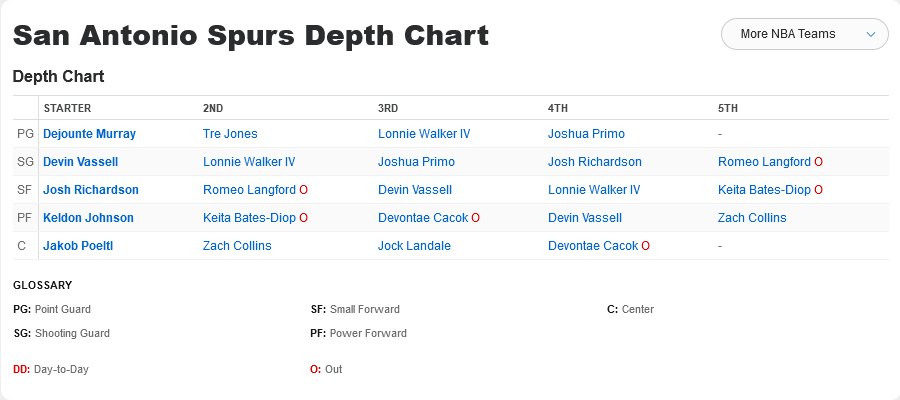 San Antonio Spurs Depth Chart
More NBA Teams
Depth Chart
STARTER 2ND 3RD 4TH 5TH
PG Dejounte Murray Tre Jones Lonnie Walker IV Joshua Primo -
SG Devin Vassell Lonnie Walker IV Joshua Primo Josh Richardson Romeo Langford O
SF Josh Richardson Romeo Langford O Devin Vassell Lonnie Walker IV Keita Bates-Diop O
PF Keldon Johnson Keita Bates-Diop O Devontae Cacok O Devin Vassell Zach Collins
C Jakob Poeltl Zach Collins Jock Landale Devontae Cacok O -
GLOSSARY
PG: Point Guard SF: Small Forward C: Center
SG: Shooting Guard PF: Power Forward
DD: Day-to-Day O: Out